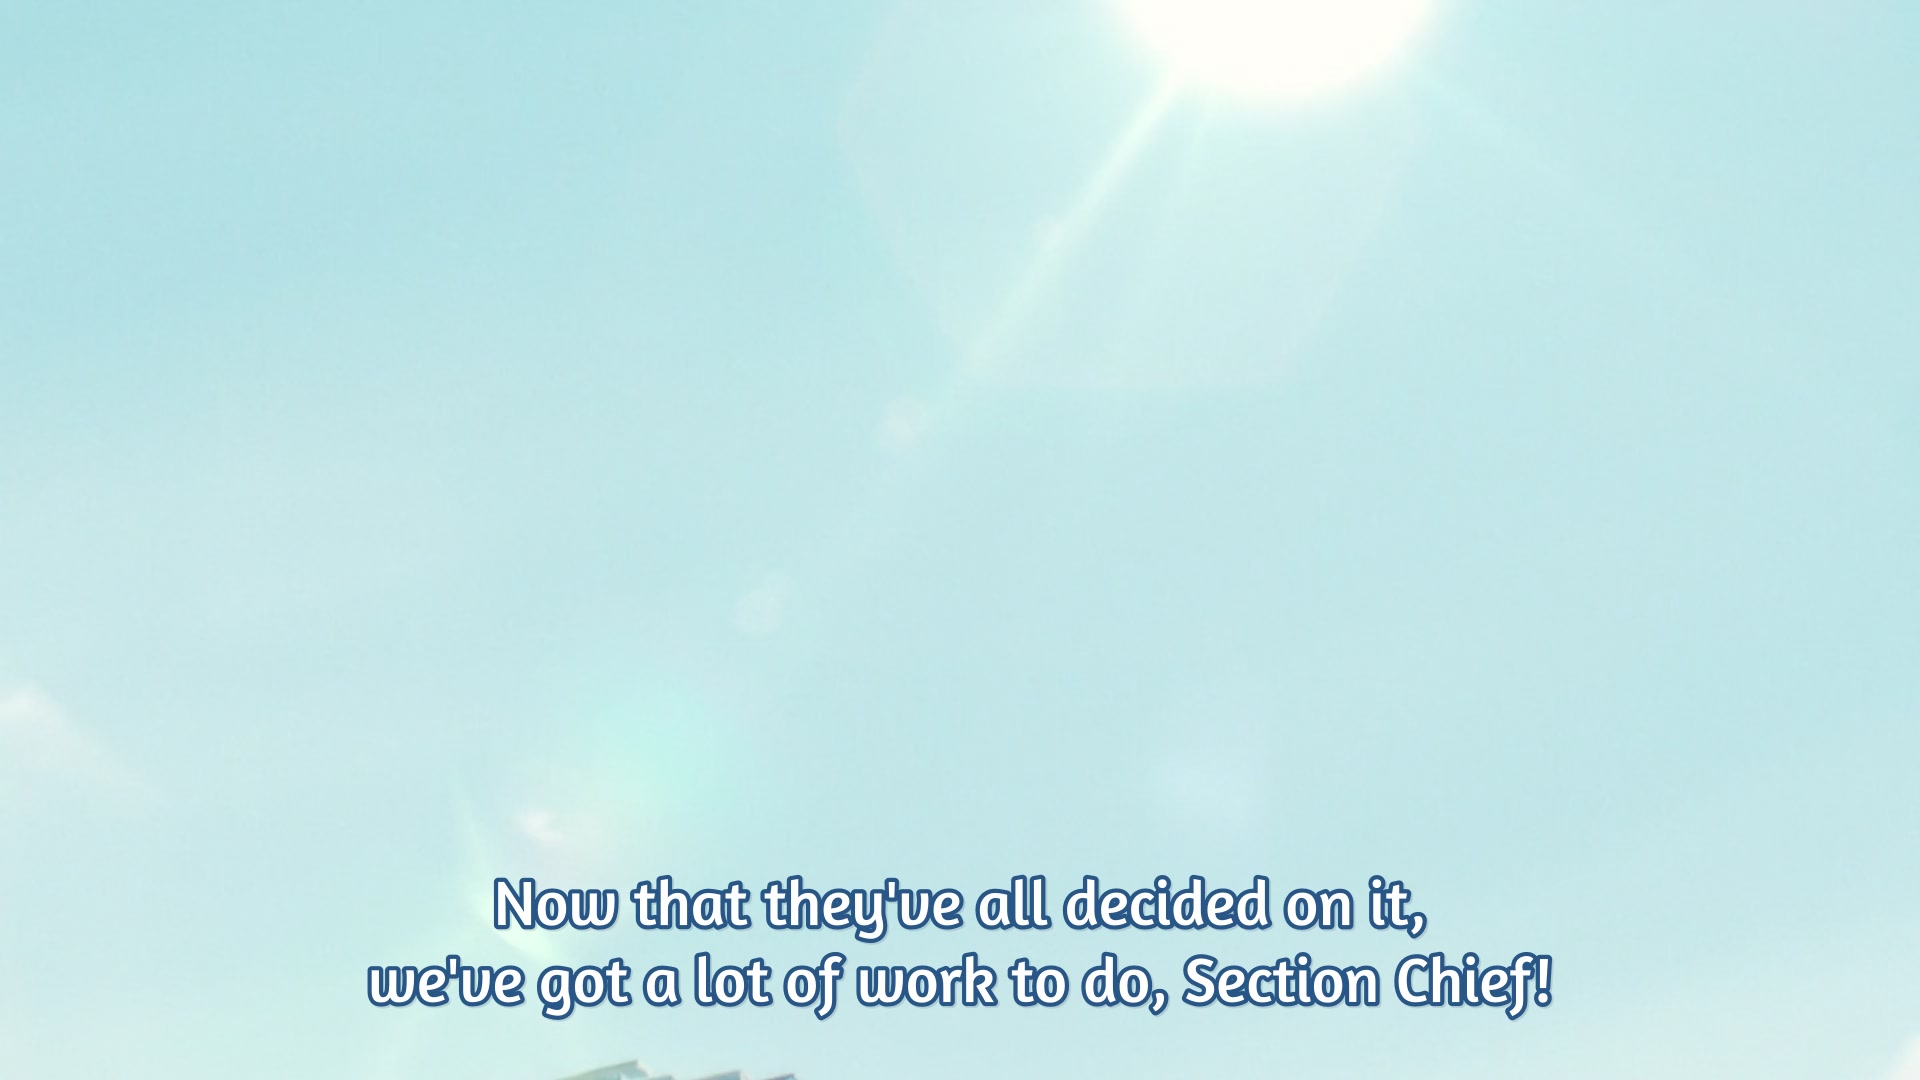 Now that they've all decided on it,
we've got a lot of work to do, Section Chief!